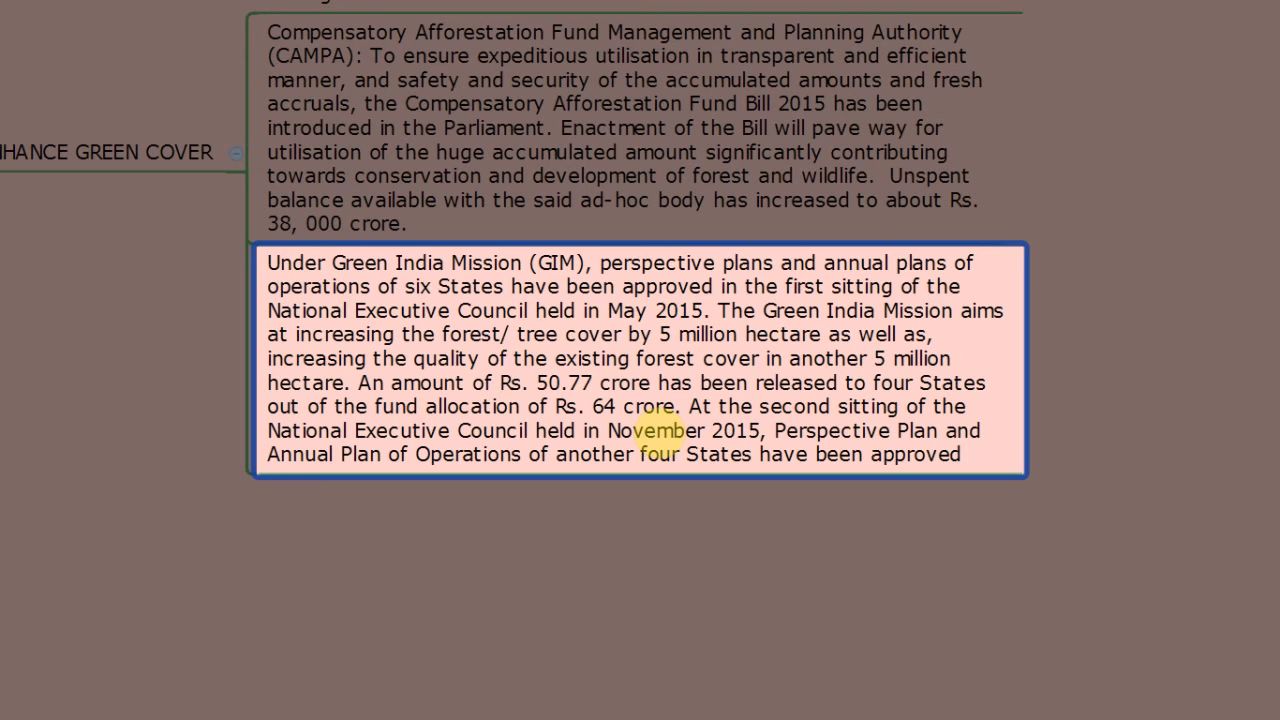 Compensatory Afforestation Fund Management and Planning Authority
(CAMPA): To ensure expeditious utilisation in transparent and efficient
manner, and safety and security of the accumulated amounts and fresh
accruals, the Compensatory Afforestation Fund Bill 2015 has been
introduced in the Parliament. Enactment of the Bill will pave way for
utilisation of the huge accumulated amount significantly contributing
towards conservation and development of forest and wildlife.  Unspent
balance available with the said ad-hoc body has increased to about Rs.
38, 000 crore.
HANCE GREEN COVER
Under Green India Mission (GIM), perspective plans and annual plans of
operations of six States have been approved in the first sitting of the
National Executive Council held in May 2015. The Green India Mission aims
at increasing the forest/ tree cover by 5 million hectare as well as,
increasing the quality of the existing forest cover in another 5 million
hectare. An amount of Rs. 50.77 crore has been released to four States
out of the fund allocation of Rs. 64 crore. At the second sitting of the
National Executive Council held in November 2015, Perspective Plan and
Annual Plan of Operations of another four States have been approved